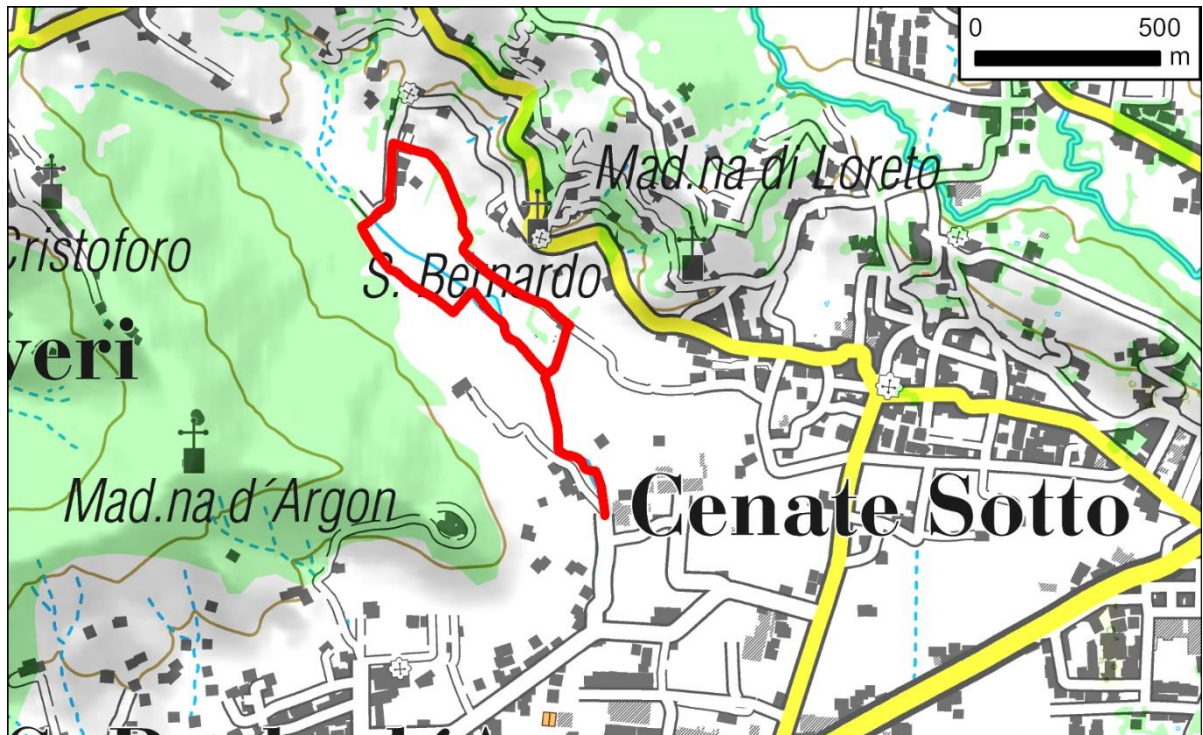 0 500
m
Mad.na di Loreto
Cristoforo
S. Bernardo
veri
Mad.na d´Argon
Cenate Sotto